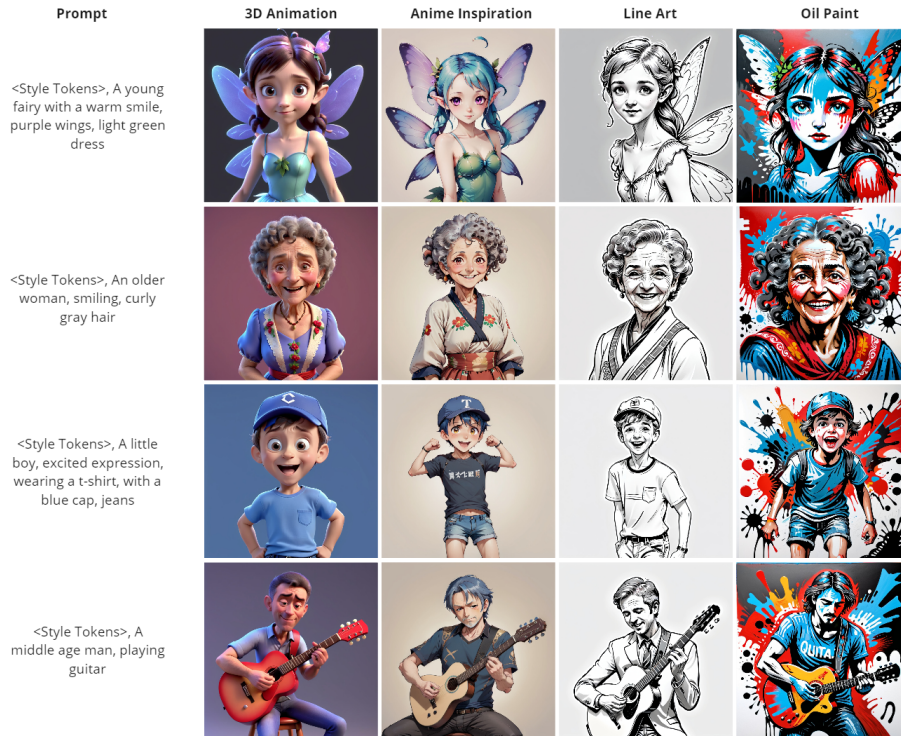 Prompt
3D Animation
Anime Inspiration
Line Art
Oil Paint
<Style Tokens>, A young
fairy with a warm smile,
purple wings, light green
dress
<Style Tokens>, An older
woman, smiling, curly
gray hair
<Style Tokens>, A little
boy, excited expression,
wearing a t-shirt, with a
blue cap, jeans
C
T
<Style Tokens>, A
middle age man, playing
guitar
QUITA